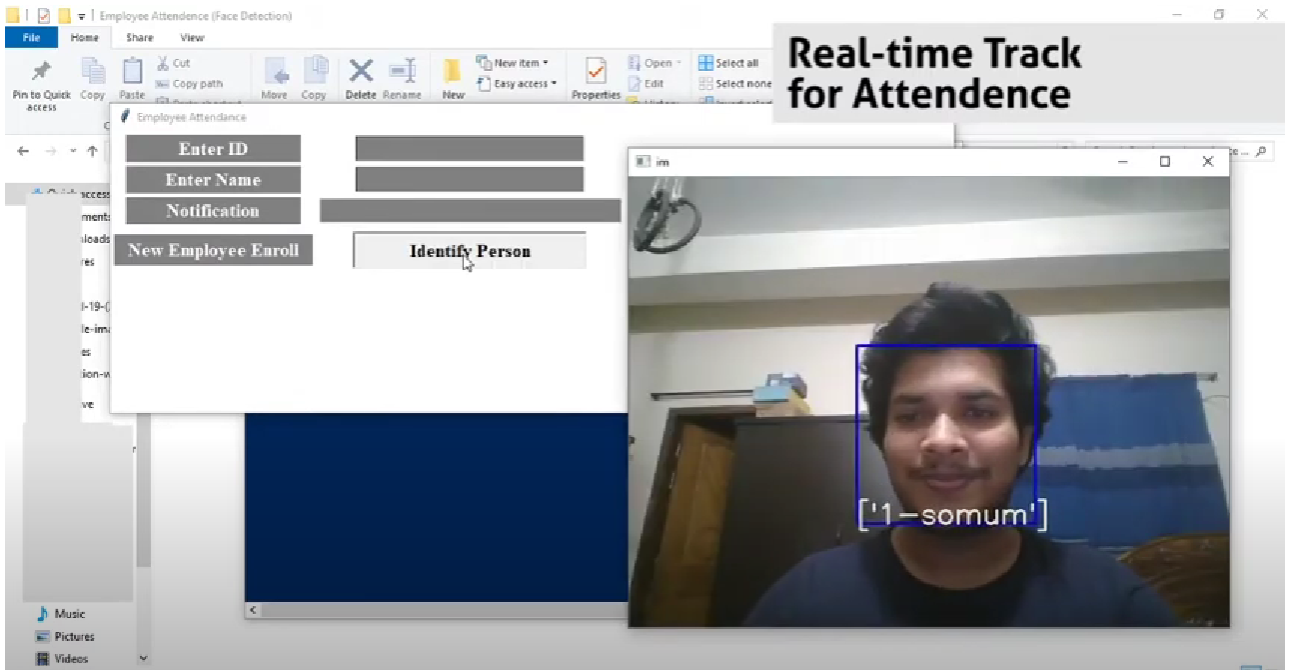 Employee Attendence (Face Detection)
File Home Share View
Real-time Track
for Attendence
Cut
Copy path
Pin to Quick
access
Copy
Paste
Move
Copy
Delete
Rename
New item
Easy access
New
Properties
Open
Edit
Select all
Select none
Employee Attendance
Enter ID
Enter Name
Notification
New Employee Enroll
Identify Person
im
['1-somum']
Music
Pictures
Videos